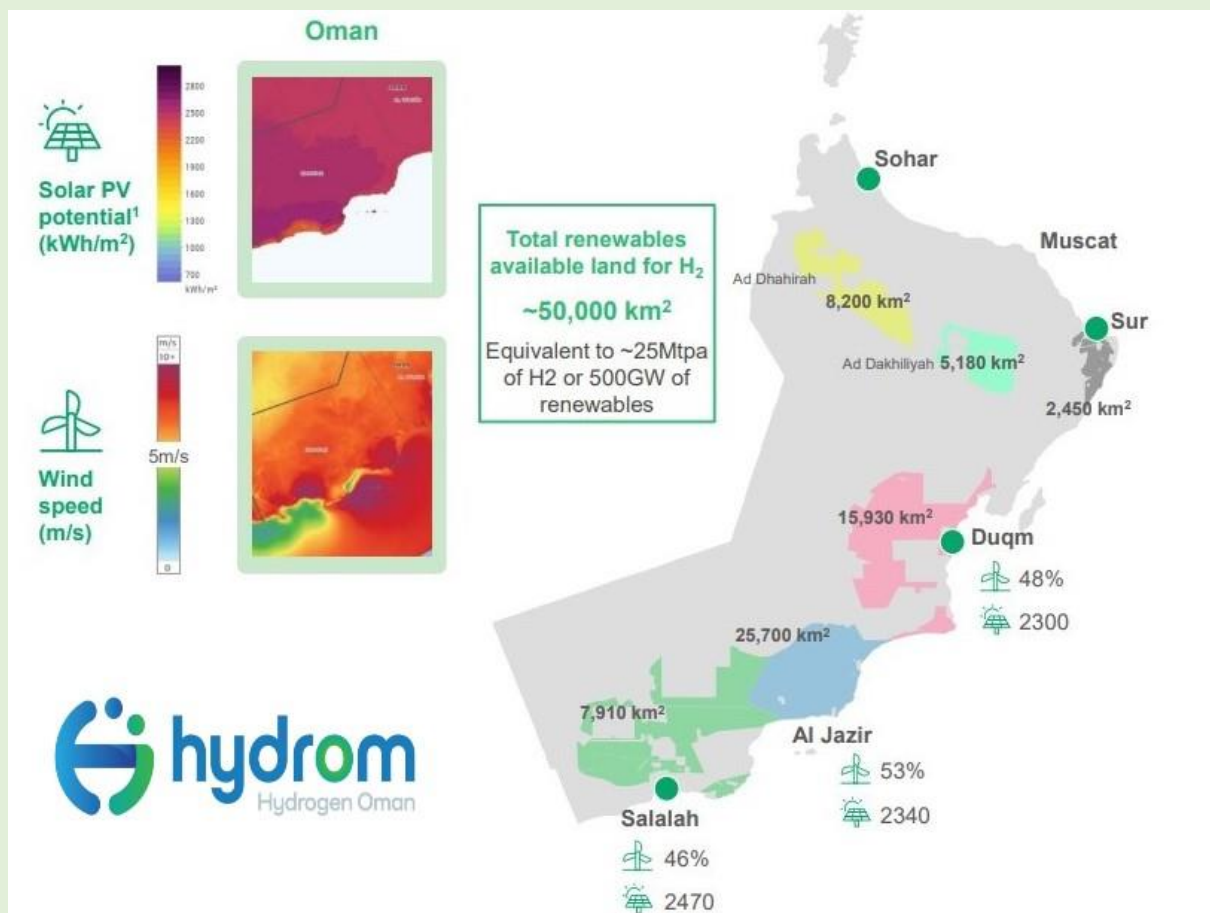 Oman
Solar PV
potential¹
(kWh/m²)
2800
2500
2200
1900
1600
1300
1000
700
kWh/m²
Wind
speed
(m/s)
m/s
10+
5m/s
0
Total renewables
available land for H₂
~50,000 km²
Equivalent to ~25Mtpa
of H2 or 500GW of
renewables
hydrom
Hydrogen Oman
Sohar
Muscat
Ad Dhahirah
8,200 km²
Sur
Ad Dakhiliyah
5,180 km²
2,450 km²
15,930 km²
Duqm
48%
2300
25,700 km²
7,910 km²
Al Jazir
53%
2340
Salalah
46%
2470